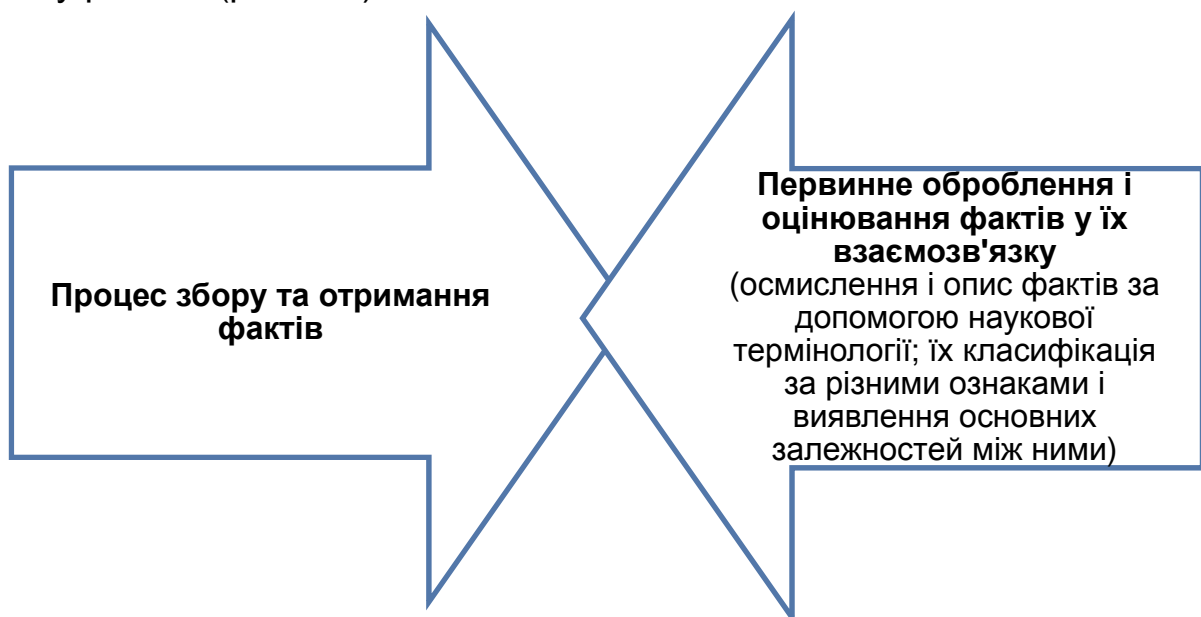 Процес збору та отримання
фактів
Первинне оброблення і
оцінювання фактів у їх
взаємозв'язку
(осмислення і опис фактів за
допомогою наукової
термінології; їх класифікація
за різними ознаками і
виявлення основних
залежностей між ними)